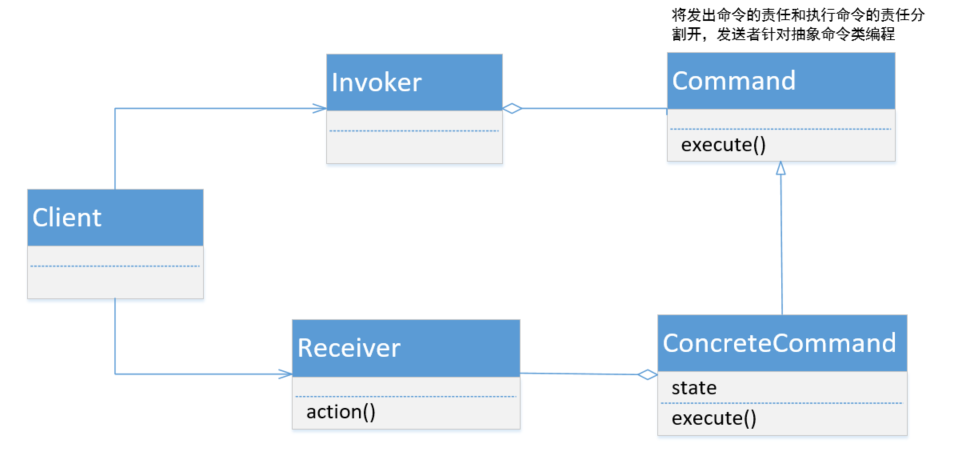 将发出命令的责任和执行命令的责任分
割开，发送者针对抽象命令类编程
Invoker
Command
execute()
Client
Receiver
action()
ConcreteCommand
state
execute()